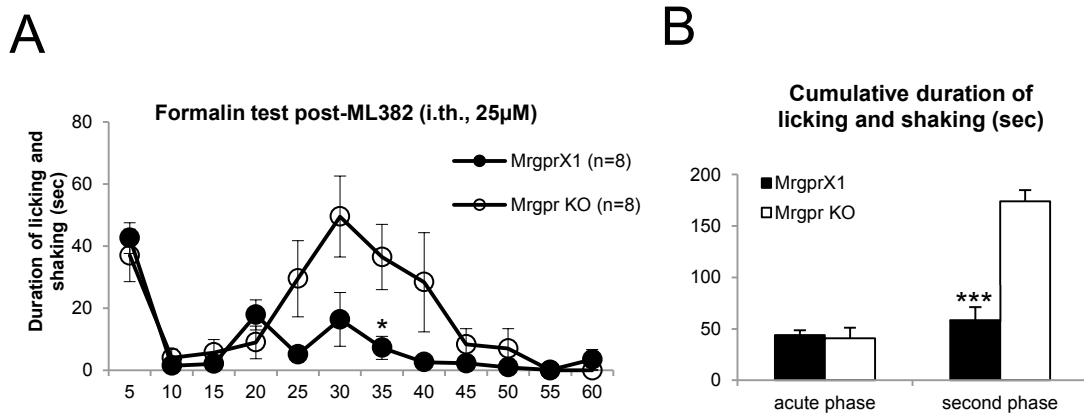 A
Formalin test post-ML382 (i.th., 25µM)
Duration of licking and
shaking (sec)
80
60
40
20
0
MrgprX1 (n=8)
Mrgpr KO (n=8)
*
5 10 15 20 25 30 35 40 45 50 55 60
B
Cumulative duration of
licking and shaking (sec)
200
150
100
50
0
MrgprX1
Mrgpr KO
***
acute phase second phase